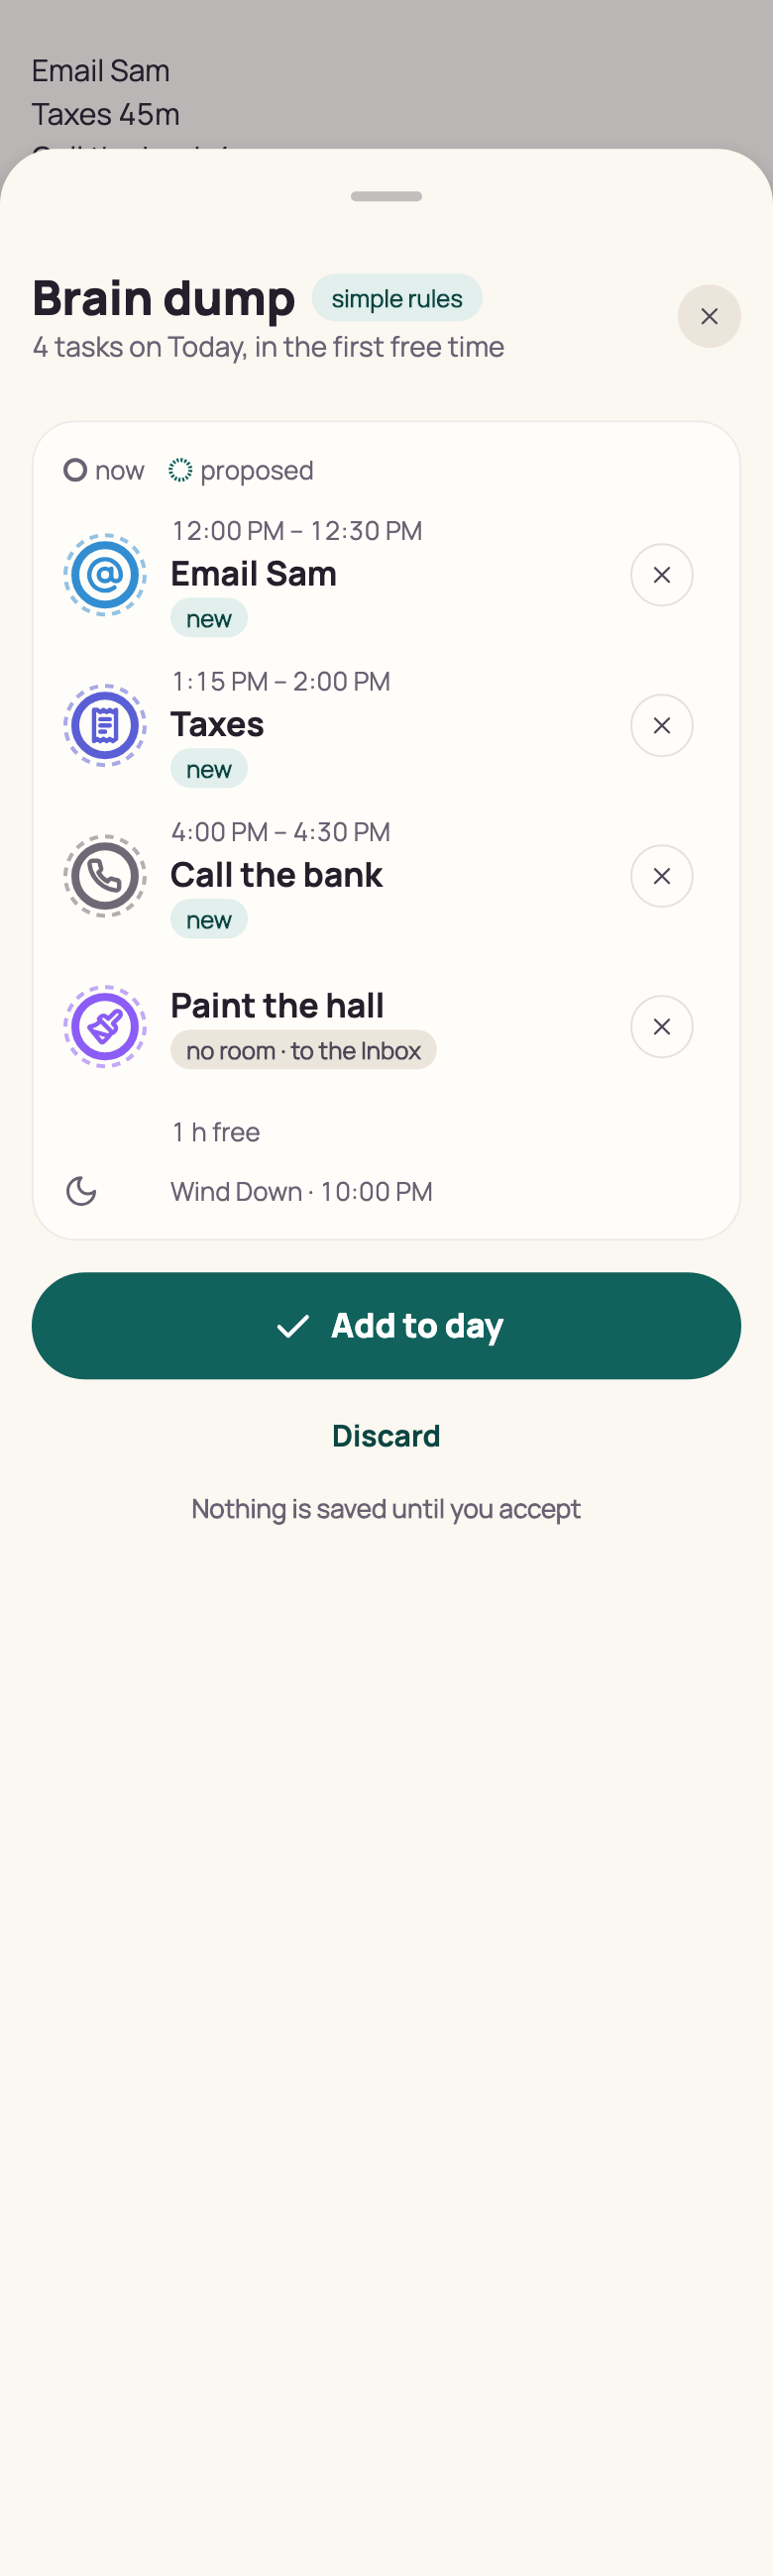 Email Sam
Taxes 45m
Brain dump
simple rules
4 tasks on Today, in the first free time
now
proposed
12:00 PM – 12:30 PM
Email Sam
new
1:15 PM – 2:00 PM
Taxes
new
4:00 PM – 4:30 PM
Call the bank
new
Paint the hall
no room · to the Inbox
1 h free
Wind Down · 10:00 PM
Add to day
Discard
Nothing is saved until you accept